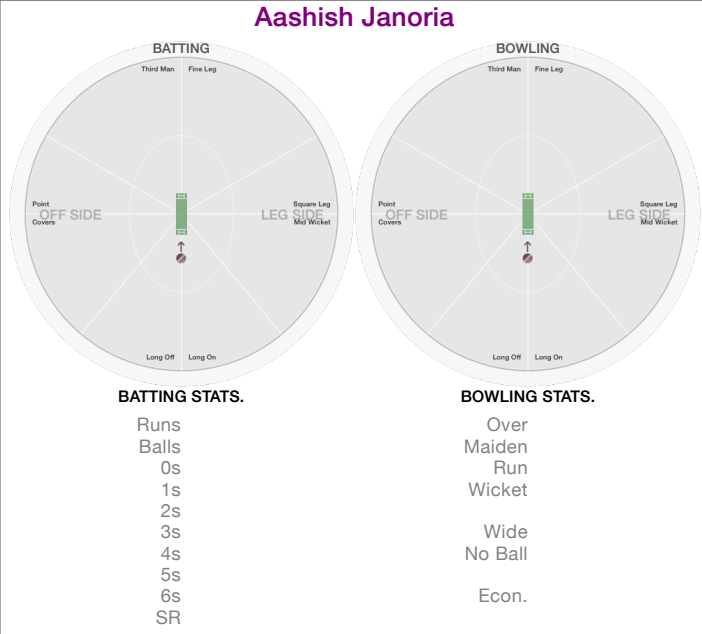 Aashish Janoria
BATTING
BOWLING
Third Man Fine Leg
Third Man Fine Leg
Point
OFF SIDE
Covers
Square Leg
LEG SIDE
Mid Wicket
Point
OFF SIDE
Covers
Square Leg
LEG SIDE
Mid Wicket
Long Off Long On
Long Off Long On
BATTING STATS.
Runs
Balls
0s
1s
2s
3s
4s
5s
6s
SR
BOWLING STATS.
Over
Maiden
Run
Wicket
Wide
No Ball
Econ.